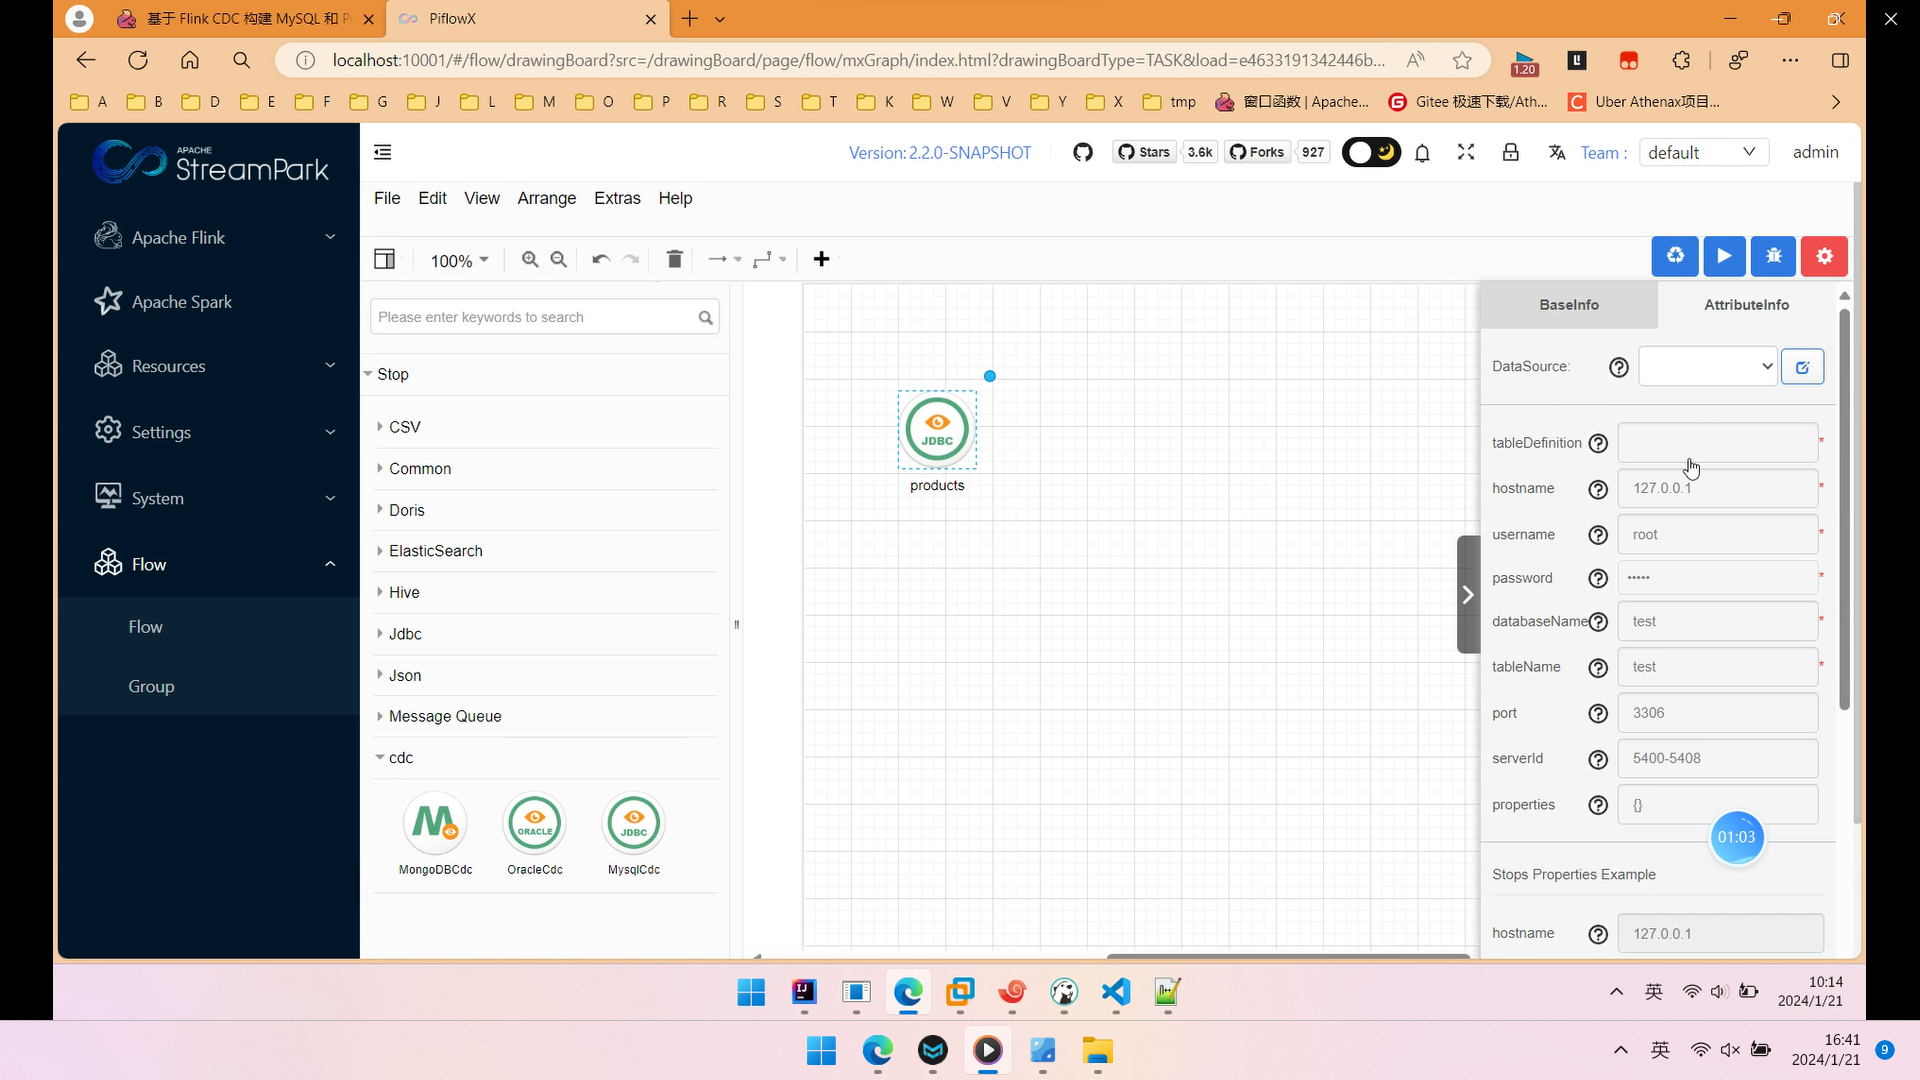 基于 Flink CDC 构建 MySQL 和 P
PiflowX
localhost:10001/#/flow/drawingBoard?src=/drawingBoard/page/flow/mxGraph/index.html?drawingBoardType=TASK&load=e4633191342446b...
1.20
A B D E F G J L M O P R S T K W V Y X tmp 窗口函数 | Apache... Gitee 极速下载/Ath... Uber Athenax项目...
APACHE
StreamPark
Version: 2.2.0-SNAPSHOT
Stars 3.6k Forks 927
Team : default admin
Apache Flink
Apache Spark
Resources
Settings
System
Flow
Flow
Group
File Edit View Arrange Extras Help
100%
Please enter keywords to search
Stop
CSV
Common
Doris
ElasticSearch
Hive
Jdbc
Json
Message Queue
cdc
ORACLE JDBC
MongoDBCdc OracleCdc MysqlCdc
JDBC
products
BaseInfo AttributeInfo
DataSource:
tableDefinition *
hostname 127.0.0.1 *
username root *
password ••••• *
databaseName test *
tableName test *
port 3306
serverId 5400-5408
properties {}
01:03
Stops Properties Example
hostname 127.0.0.1
英 10:14
2024/1/21
英 16:41
2024/1/21
9